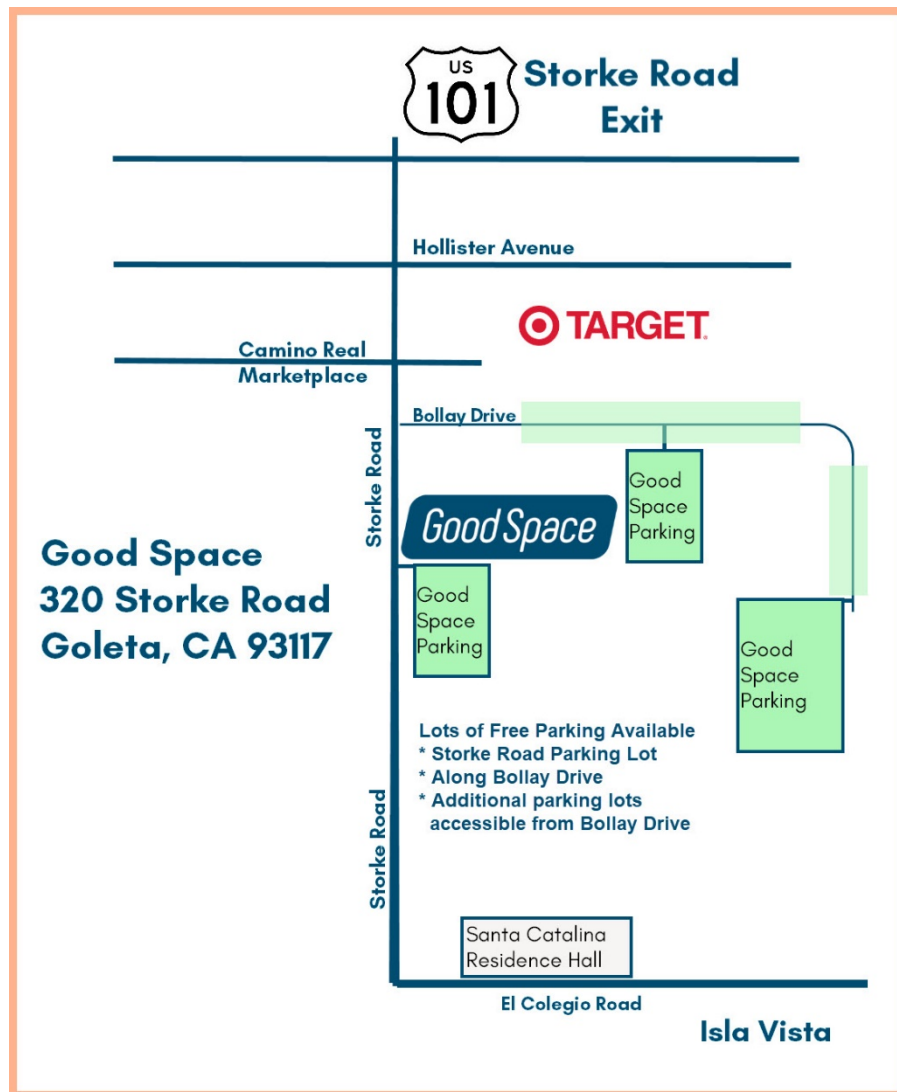 US
101
Storke Road
Exit
Hollister Avenue
TARGET
Camino Real
Marketplace
Bollay Drive
Storke Road
Good
Space
Parking
Good Space
Good Space
320 Storke Road
Goleta, CA 93117
Good
Space
Parking
Good
Space
Parking
Lots of Free Parking Available
* Storke Road Parking Lot
* Along Bollay Drive
* Additional parking lots
accessible from Bollay Drive
Storke Road
Santa Catalina
Residence Hall
El Colegio Road
Isla Vista